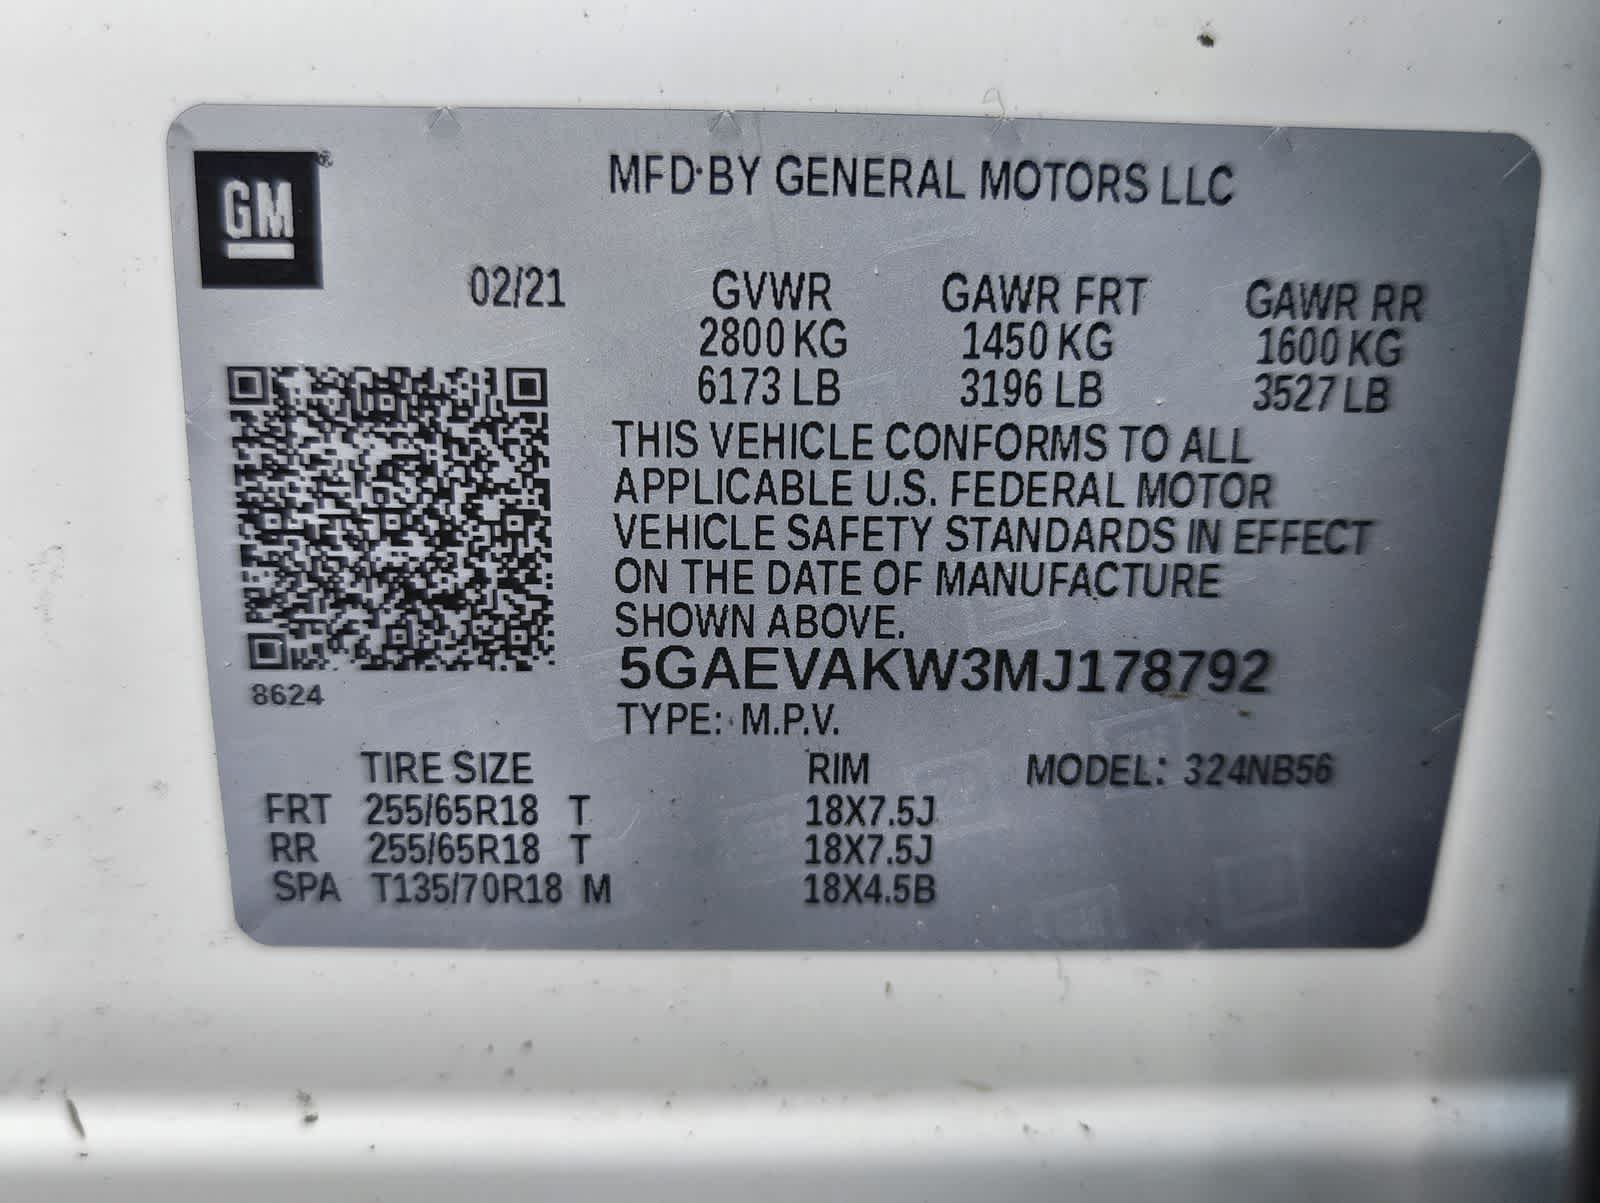 GM®
MFD·BY GENERAL MOTORS LLC
02/21
GVWR GAWR FRT GAWR RR
2800 KG 1450 KG 1600 KG
6173 LB 3196 LB 3527 LB
THIS VEHICLE CONFORMS TO ALL
APPLICABLE U.S. FEDERAL MOTOR
VEHICLE SAFETY STANDARDS IN EFFECT
ON THE DATE OF MANUFACTURE
SHOWN ABOVE.
5GAEVAKW3MJ178792
8624
TYPE: M.P.V.
TIRE SIZE RIM MODEL: 324NB56
FRT 255/65R18 T 18X7.5J
RR 255/65R18 T 18X7.5J
SPA T135/70R18 M 18X4.5B